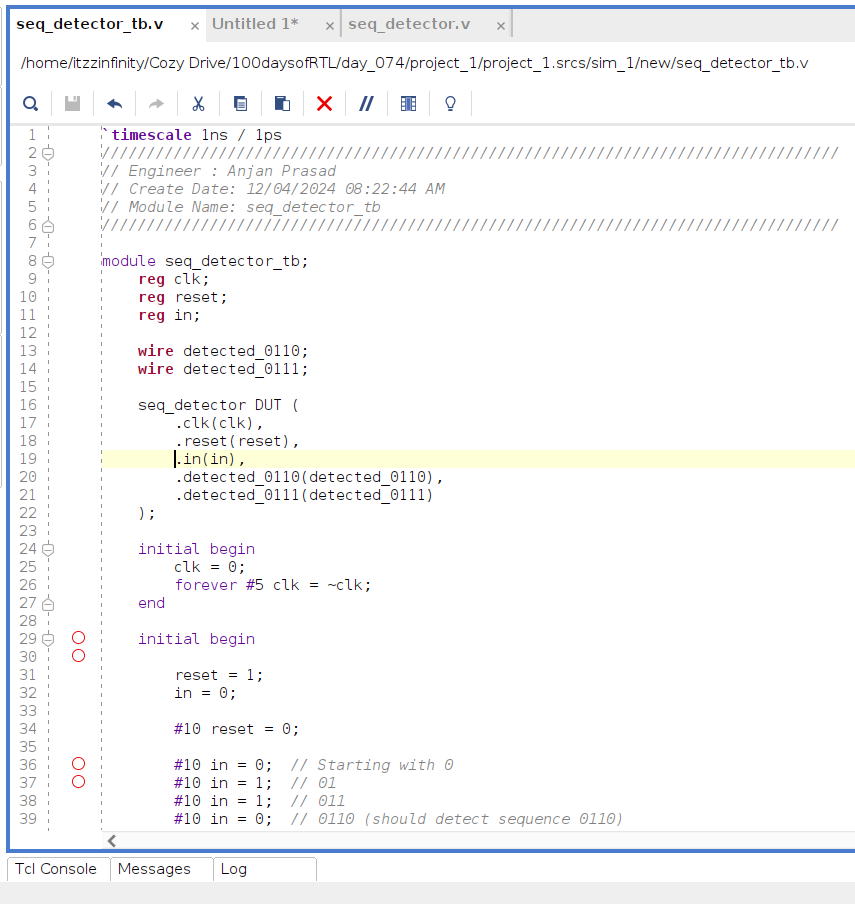 seq_detector_tb.v × Untitled 1* × seq_detector.v ×
/home/itzzinfinity/Cozy Drive/100daysofRTL/day_074/project_1/project_1.srcs/sim_1/new/seq_detector_tb.v
1 `timescale 1ns / 1ps
2 //////////////////////////////////////////////////////////////////////////////////
3 // Engineer : Anjan Prasad
4 // Create Date: 12/04/2024 08:22:44 AM
5 // Module Name: seq_detector_tb
6 //////////////////////////////////////////////////////////////////////////////////
7
8 module seq_detector_tb;
9     reg clk;
10     reg reset;
11     reg in;
12
13     wire detected_0110;
14     wire detected_0111;
15
16     seq_detector DUT (
17         .clk(clk),
18         .reset(reset),
19         .in(in),
20         .detected_0110(detected_0110),
21         .detected_0111(detected_0111)
22     );
23
24     initial begin
25         clk = 0;
26         forever #5 clk = ~clk;
27     end
28
29     initial begin
30
31         reset = 1;
32         in = 0;
33
34         #10 reset = 0;
35
36         #10 in = 0;  // Starting with 0
37         #10 in = 1;  // 01
38         #10 in = 1;  // 011
39         #10 in = 0;  // 0110 (should detect sequence 0110)
Tcl Console Messages Log